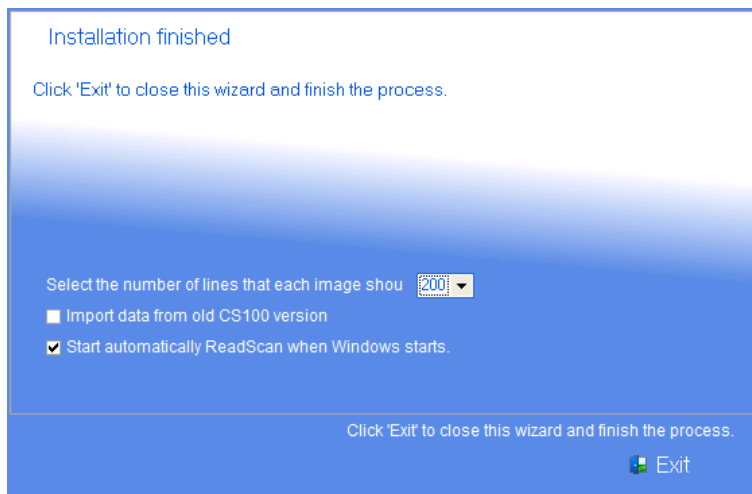 Installation finished
Click 'Exit' to close this wizard and finish the process.
Select the number of lines that each image shou 200
Import data from old CS100 version
Start automatically ReadScan when Windows starts.
Click 'Exit' to close this wizard and finish the process.
Exit